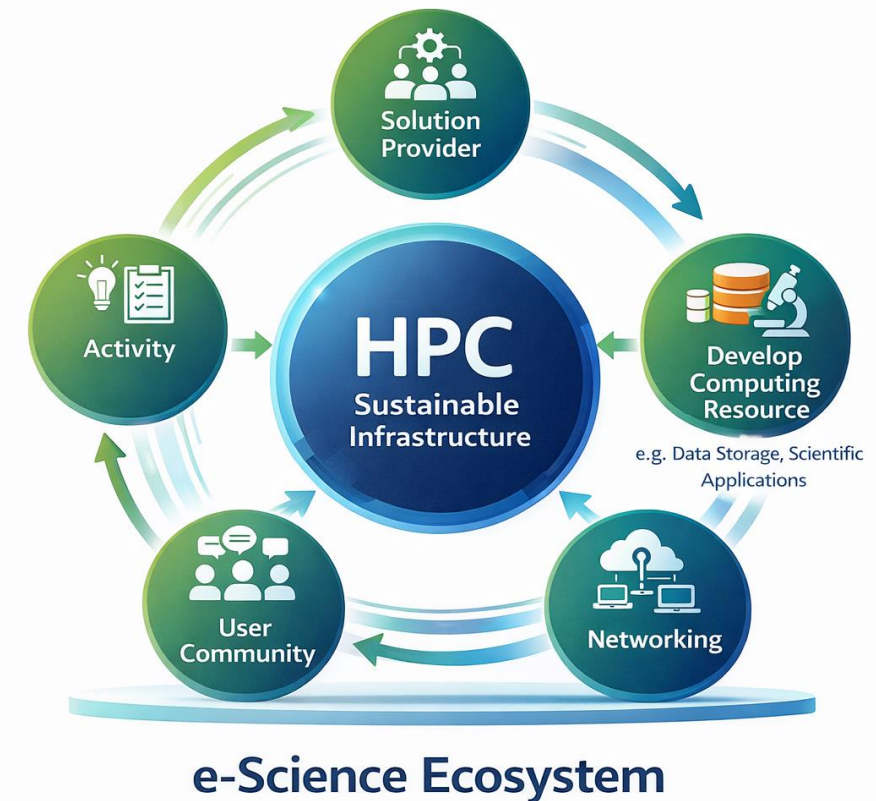 Solution
Provider
Activity
HPC
Sustainable
Infrastructure
Develop
Computing
Resource
e.g. Data Storage, Scientific
Applications
User
Community
Networking
e-Science Ecosystem